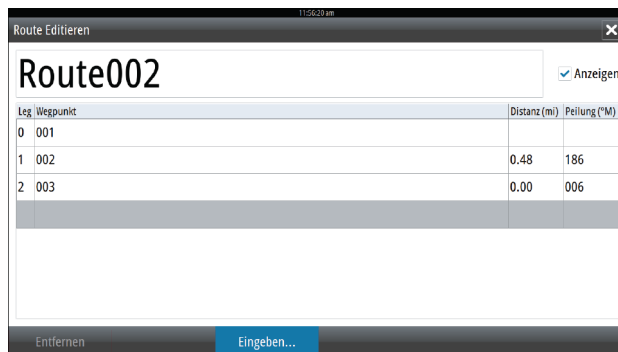 11:56:20 am
Route Editieren
Route002
Anzeigen
Leg Wegpunkt Distanz (mi) Peilung (°M)
0 001
1 002 0.48 186
2 003 0.00 006
Entfernen Eingeben...